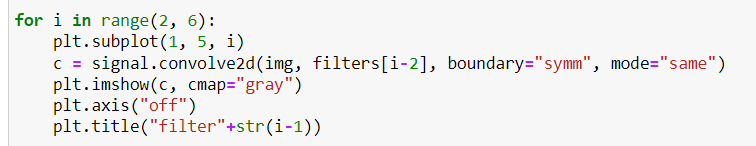 for i in range(2, 6):
    plt.subplot(1, 5, i)
    c = signal.convolve2d(img, filters[i-2], boundary="symm", mode="same")
    plt.imshow(c, cmap="gray")
    plt.axis("off")
    plt.title("filter"+str(i-1))